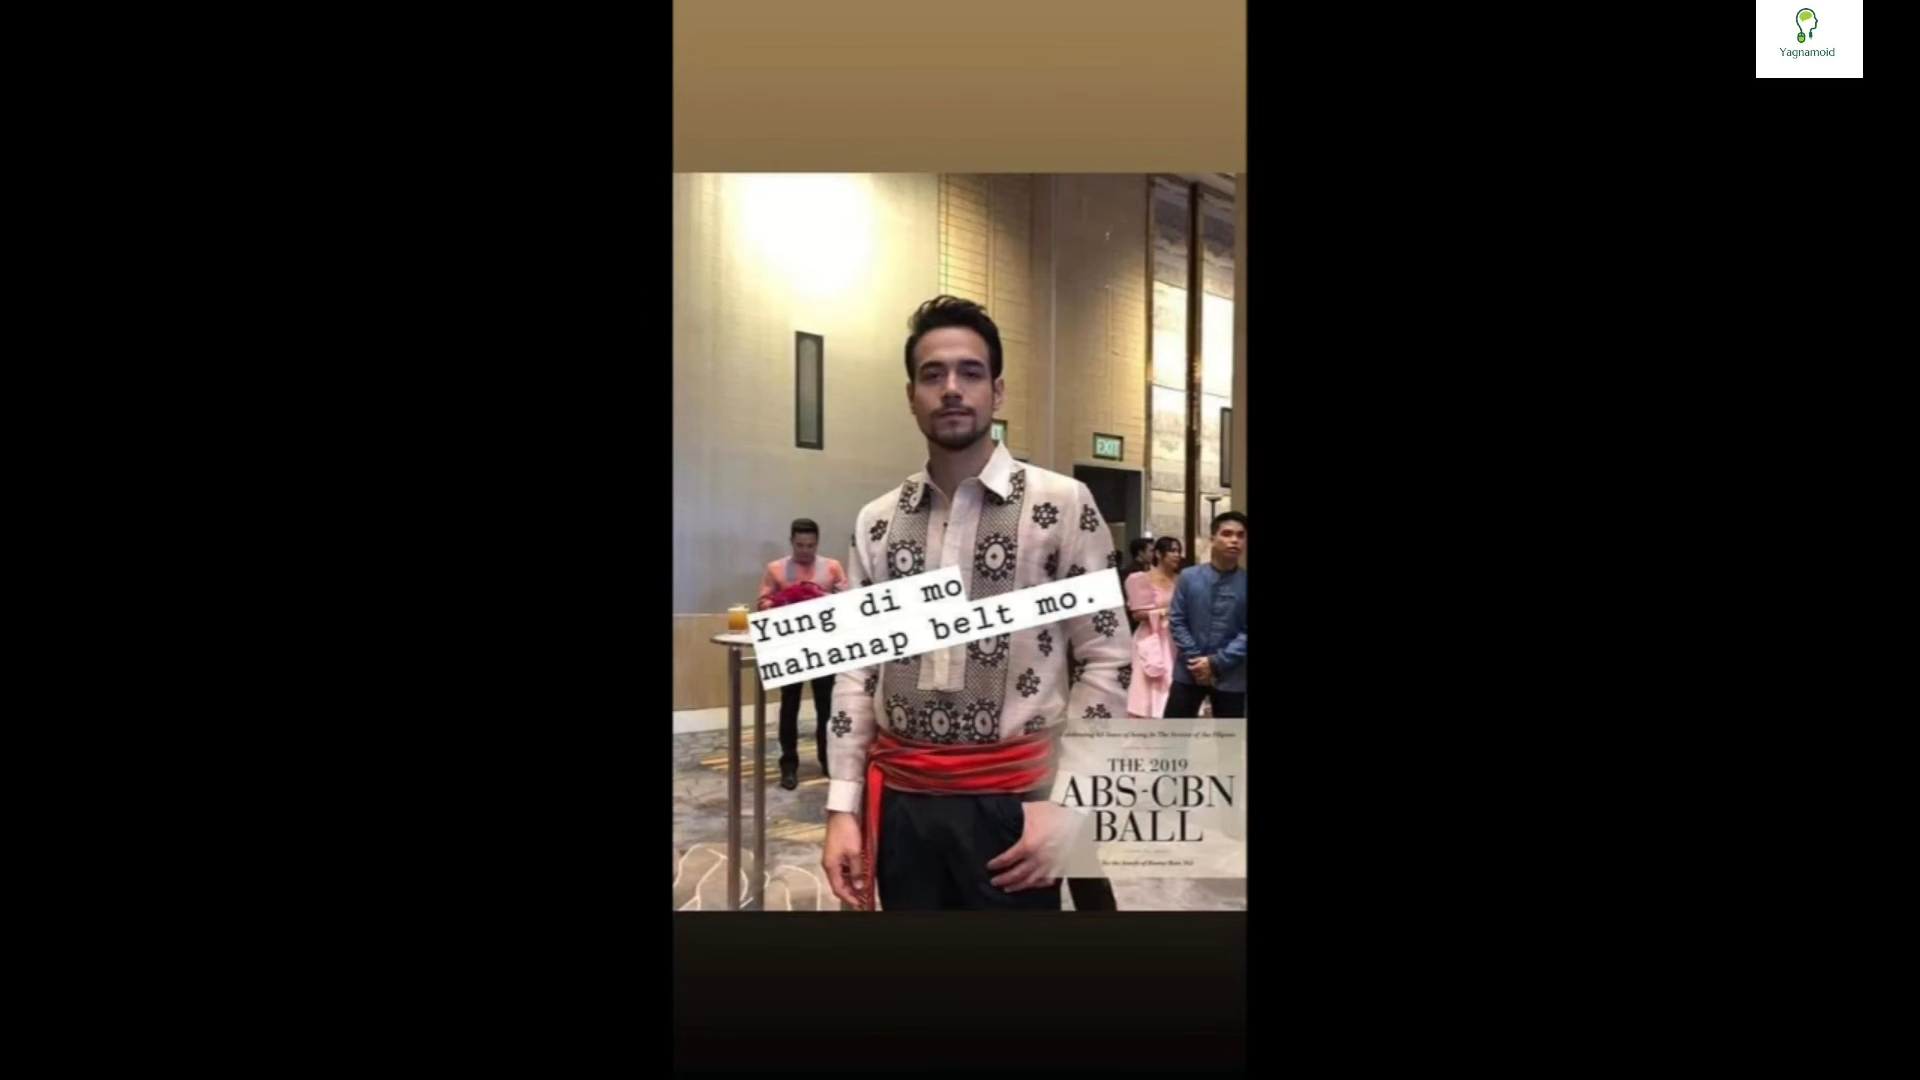 Yagnamoid
EXIT
Yung di mo
mahanap belt mo.
THE 2019
ABS-CBN
BALL